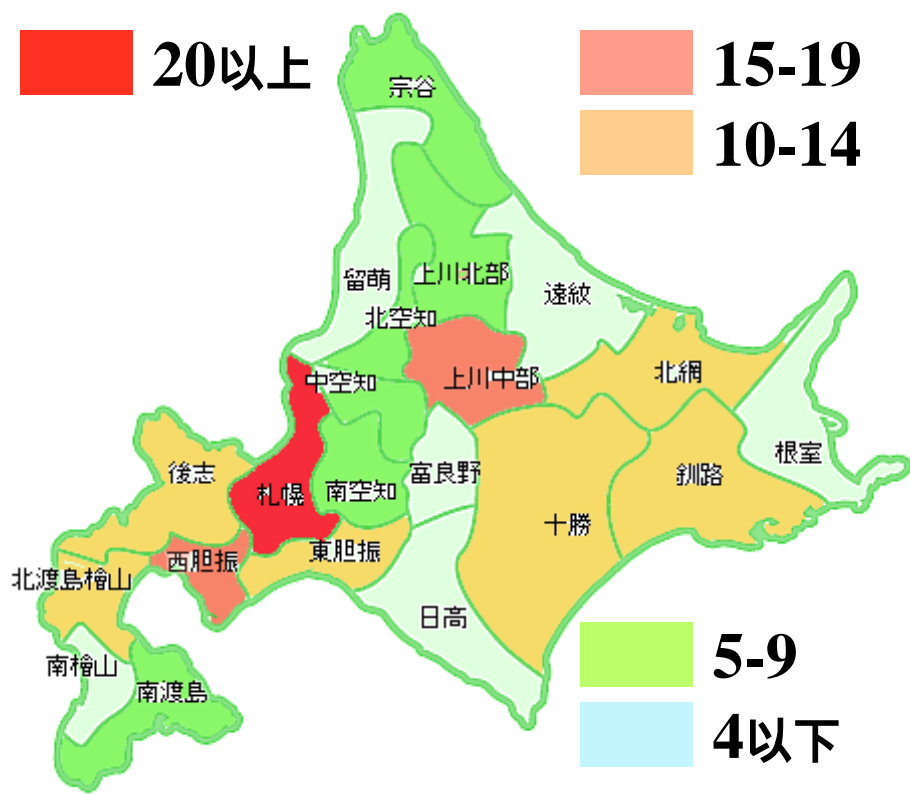 20以上
15-19
10-14
宗谷
留萌
上川北部
遠紋
北空知
中空知
上川中部
北網
後志
札幌
南空知
富良野
根室
釧路
十勝
西胆振
東胆振
北渡島檜山
日高
南檜山
南渡島
5-9
4以下